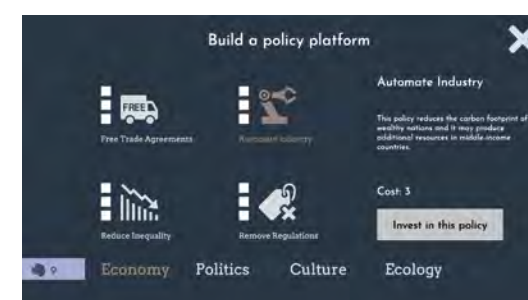 Build a policy platform
Automate Industry
FREE
This policy reduces the carbon footprint of
wealthy nations and it may produce
additional resources in middle-income
countries.
Free Trade Agreements
Automate Industry
Cost: 3
Invest in this policy
Reduce Inequality
Remove Regulations
9
Economy
Politics
Culture
Ecology